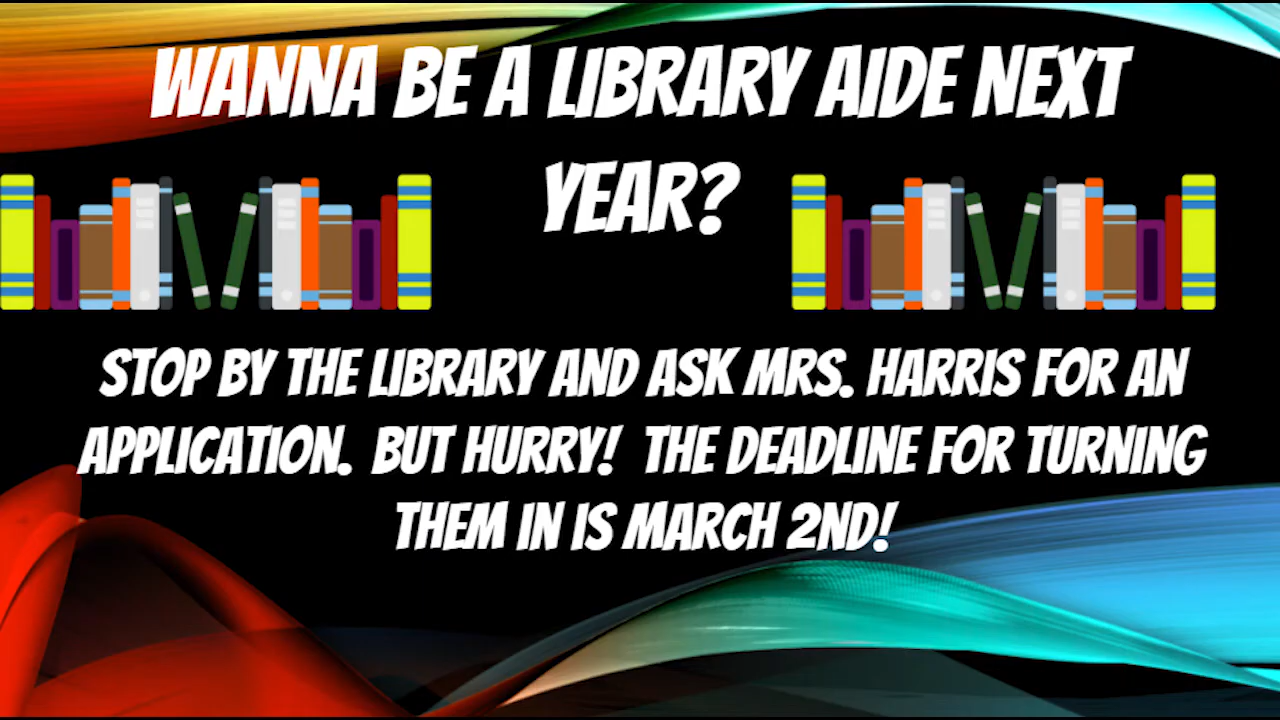 WANNA BE A LIBRARY AIDE NEXT
YEAR?
STOP BY THE LIBRARY AND ASK MRS. HARRIS FOR AN
APPLICATION. BUT HURRY! THE DEADLINE FOR TURNING
THEM IN IS MARCH 2ND!